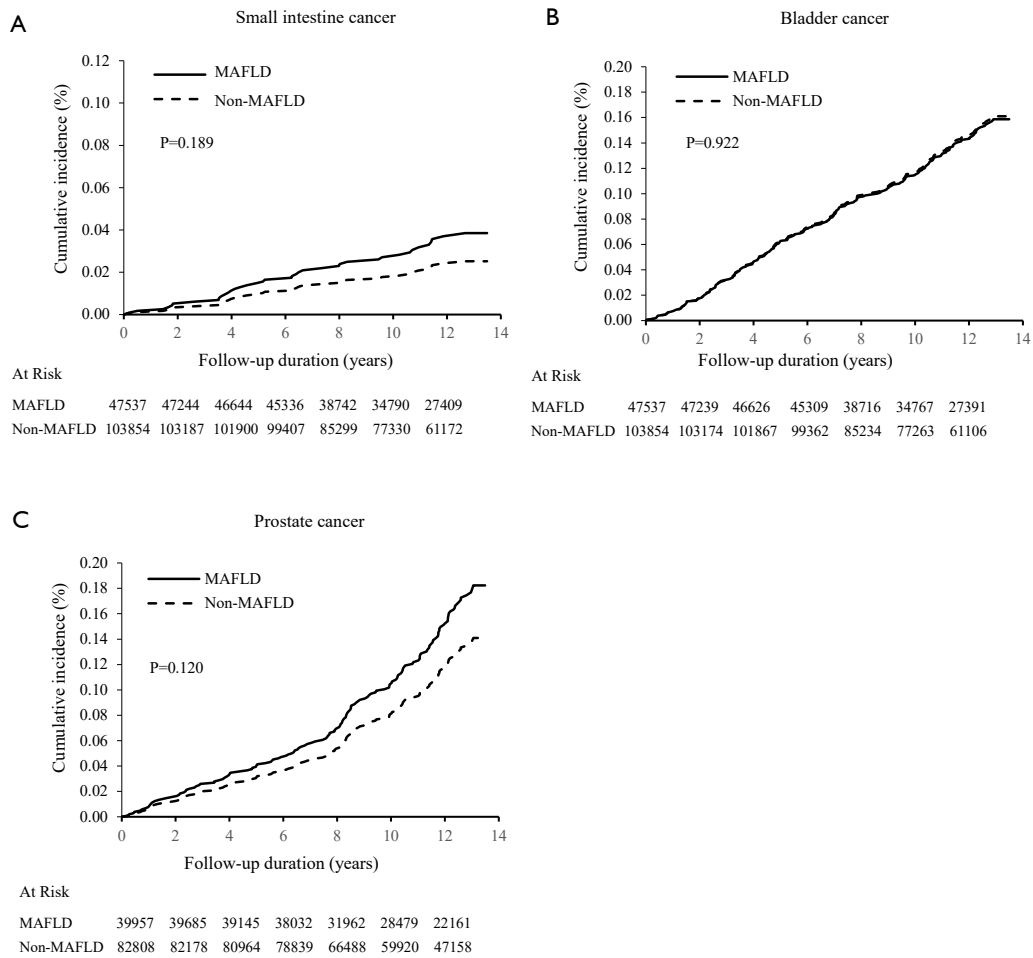 A
Small intestine cancer
0.12
0.10
0.08
0.06
0.04
0.02
0.00
Cumulative incidence (%)
MAFLD
Non-MAFLD
P=0.189
0 2 4 6 8 10 12 14
Follow-up duration (years)
At Risk
MAFLD 47537 47244 46644 45336 38742 34790 27409
Non-MAFLD 103854 103187 101900 99407 85299 77330 61172
B
Bladder cancer
0.20
0.18
0.16
0.14
0.12
0.10
0.08
0.06
0.04
0.02
0.00
Cumulative incidence (%)
MAFLD
Non-MAFLD
P=0.922
0 2 4 6 8 10 12 14
Follow-up duration (years)
At Risk
MAFLD 47537 47239 46626 45309 38716 34767 27391
Non-MAFLD 103854 103174 101867 99362 85234 77263 61106
C
Prostate cancer
0.20
0.18
0.16
0.14
0.12
0.10
0.08
0.06
0.04
0.02
0.00
Cumulative incidence (%)
MAFLD
Non-MAFLD
P=0.120
0 2 4 6 8 10 12 14
Follow-up duration (years)
At Risk
MAFLD 39957 39685 39145 38032 31962 28479 22161
Non-MAFLD 82808 82178 80964 78839 66488 59920 47158